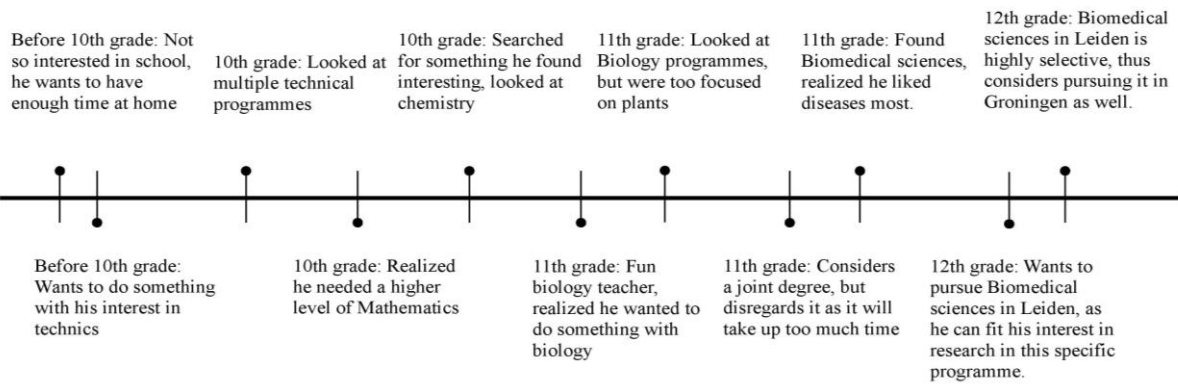 Before 10th grade: Not
so interested in school,
he wants to have
enough time at home
10th grade: Looked at
multiple technical
programmes
10th grade: Searched
for something he found
interesting, looked at
chemistry
11th grade: Looked at
Biology programmes,
but were too focused
on plants
11th grade: Found
Biomedical sciences,
realized he liked
diseases most.
12th grade: Biomedical
sciences in Leiden is
highly selective, thus
considers pursuing it in
Groningen as well.
Before 10th grade:
Wants to do something
with his interest in
technics
10th grade: Realized
he needed a higher
level of Mathematics
11th grade: Fun
biology teacher,
realized he wanted to
do something with
biology
11th grade: Considers
a joint degree, but
disregards it as it will
take up too much time
12th grade: Wants to
pursue Biomedical
sciences in Leiden, as
he can fit his interest in
research in this specific
programme.